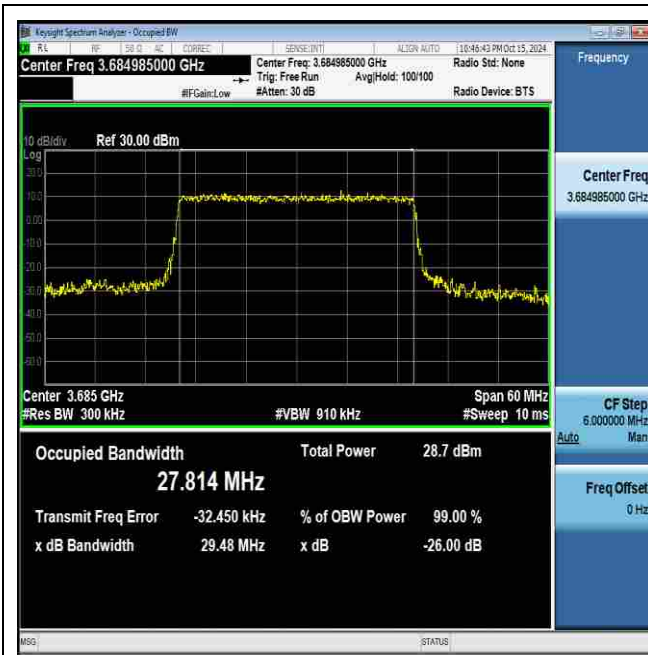 Keysight Spectrum Analyzer - Occupied BW
RL RF 50 Ω AC CORREC SENSE:INT ALIGN AUTO 10:46:43 PM Oct 15, 2024
Center Freq 3.684985000 GHz
Center Freq: 3.684985000 GHz Radio Std: None
Trig: Free Run Avg|Hold: 100/100
#IFGain:Low #Atten: 30 dB Radio Device: BTS
Frequency
10 dB/div Ref 30.00 dBm
Log
20.0
10.0
0.00
-10.0
-20.0
-30.0
-40.0
-50.0
-60.0
Center 3.685 GHz Span 60 MHz
#Res BW 300 kHz #VBW 910 kHz #Sweep 10 ms
Center Freq
3.684985000 GHz
CF Step
6.000000 MHz
Auto Man
Freq Offset
0 Hz
Occupied Bandwidth Total Power 28.7 dBm
27.814 MHz
Transmit Freq Error -32.450 kHz % of OBW Power 99.00 %
x dB Bandwidth 29.48 MHz x dB -26.00 dB
MSG STATUS